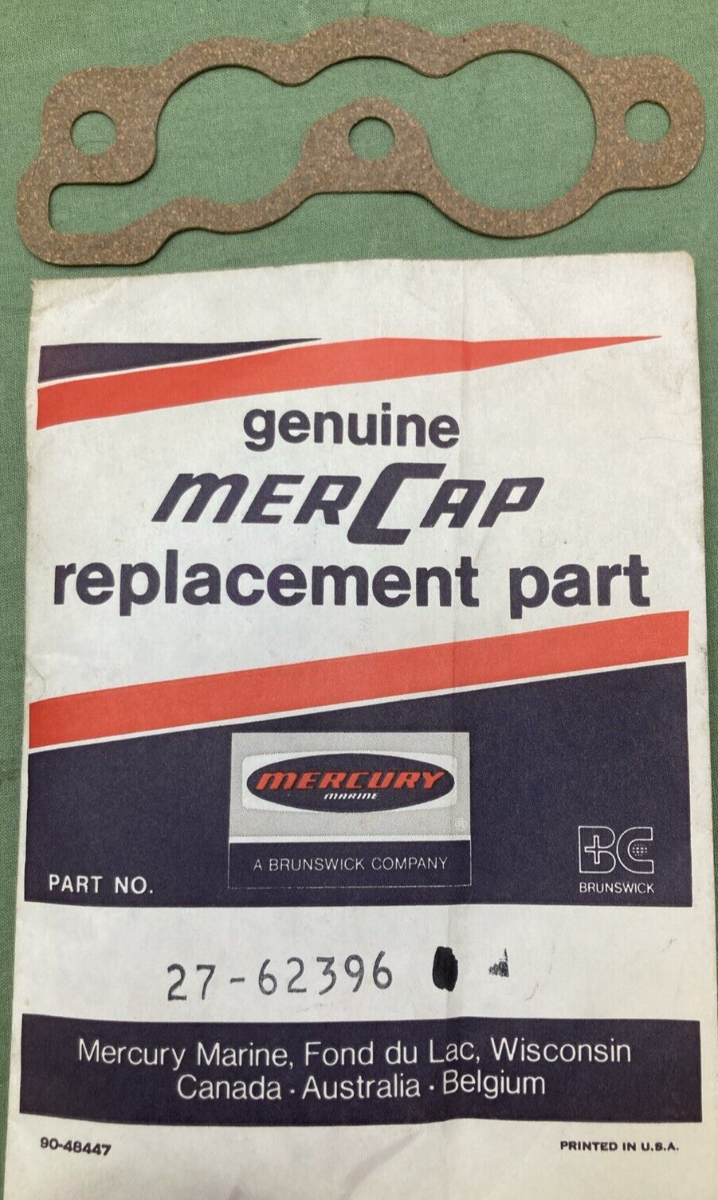 genuine
MERCAP
replacement part
MERCURY
MARINE
®
A BRUNSWICK COMPANY
BC
BRUNSWICK
PART NO.
27-62396
Mercury Marine, Fond du Lac, Wisconsin
Canada · Australia · Belgium
90-48447
PRINTED IN U.S.A.